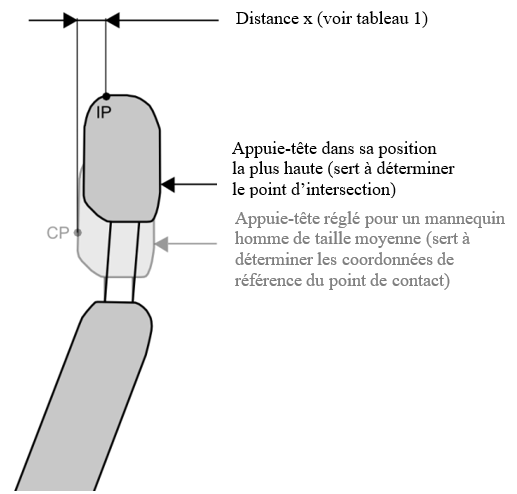 Distance x (voir tableau 1)
IP
Appuie-tête dans sa position
la plus haute (sert à déterminer
le point d’intersection)
CP
Appuie-tête réglé pour un mannequin
homme de taille moyenne (sert à
déterminer les coordonnées de
référence du point de contact)